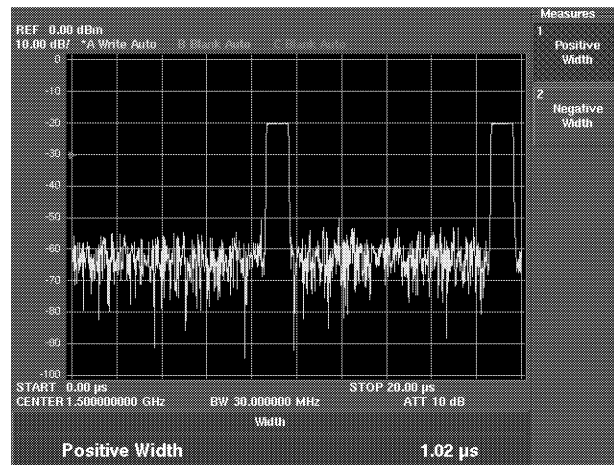 Measures
REF 0.00 dBm
10.00 dB/ *A Write Auto B Blank Auto C Blank Auto
1
Positive
Width
2
Negative
Width
0
-10
-20
-30
-40
-50
-60
-70
-80
-90
-100
START 0.00 µs STOP 20.00 µs
CENTER 1.500000000 GHz BW 30.000000 MHz ATT 10 dB
Width
Positive Width 1.02 µs